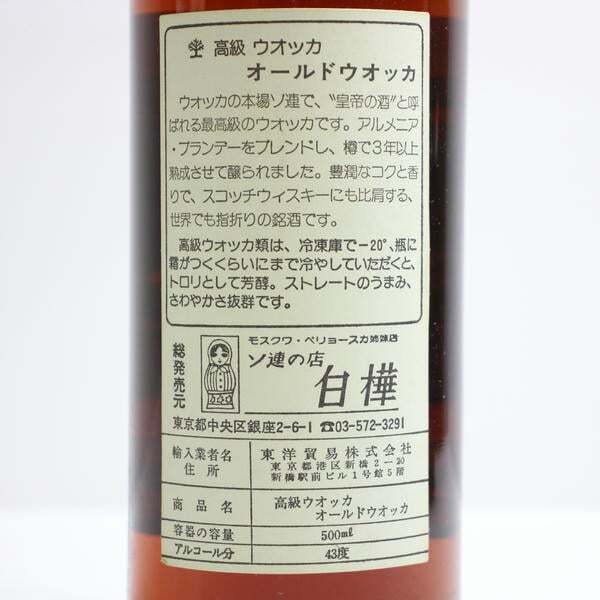 高級 ウオッカ
オールドウオッカ
ウオッカの本場ソ連で、〝皇帝の酒〟と呼
ばれる最高級のウオッカです。アルメニア
・ブランデーをブレンドし、樽で3年以上
熟成させて醸られました。豊潤なコクと香
りで、スコッチウィスキーにも比肩する、
世界でも指折りの銘酒です。
高級ウオッカ類は、冷凍庫で−20°、瓶に
霜がつくくらいにまで冷やしていただくと、
トロリとして芳醇。ストレートのうまみ、
さわやかさ抜群です。
総発売元
モスクワ・ベリョースカ姉妹店
ソ連の店
白樺
東京都中央区銀座2-6-1 ☎03-572-3291
輸入業者名
住所
東洋貿易株式会社
東京都港区新橋2−20
新橋駅前ビル1号館5階
商品名
高級ウオッカ
オールドウオッカ
容器の容量
500ml
アルコール分
43度